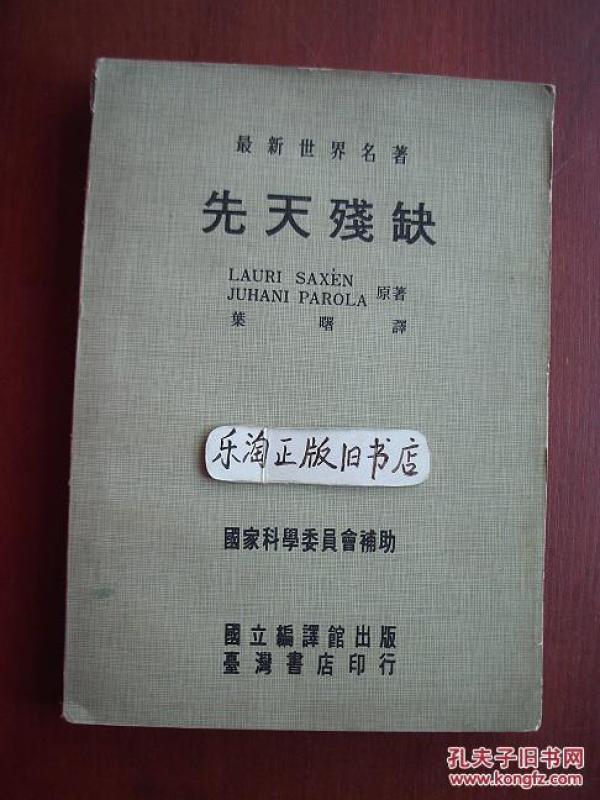 最新世界名著
先天殘缺
LAURI SAXÈN
JUHANI PAROLA 原著
葉曙譯
乐淘正版旧书店
國家科學委員會補助
國立編譯館出版
臺灣書店印行
孔夫子旧书网
www.kongfz.com